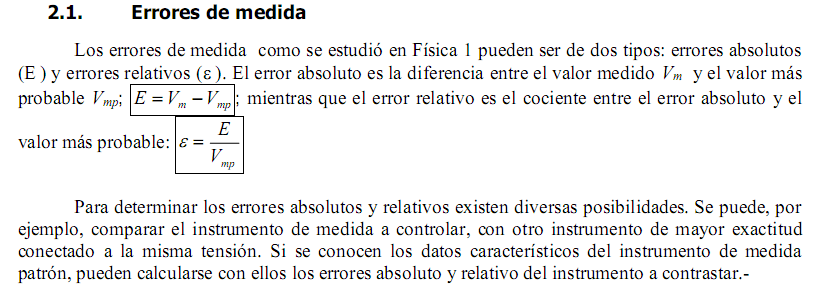 2.1. Errores de medida
Los errores de medida como se estudió en Física 1 pueden ser de dos tipos: errores absolutos
(E ) y errores relativos (ε ). El error absoluto es la diferencia entre el valor medido Vm y el valor más
probable Vmp; E = Vm − Vmp; mientras que el error relativo es el cociente entre el error absoluto y el
valor más probable: ε = E / Vmp
Para determinar los errores absolutos y relativos existen diversas posibilidades. Se puede, por
ejemplo, comparar el instrumento de medida a controlar, con otro instrumento de mayor exactitud
conectado a la misma tensión. Si se conocen los datos característicos del instrumento de medida
patrón, pueden calcularse con ellos los errores absoluto y relativo del instrumento a contrastar.-